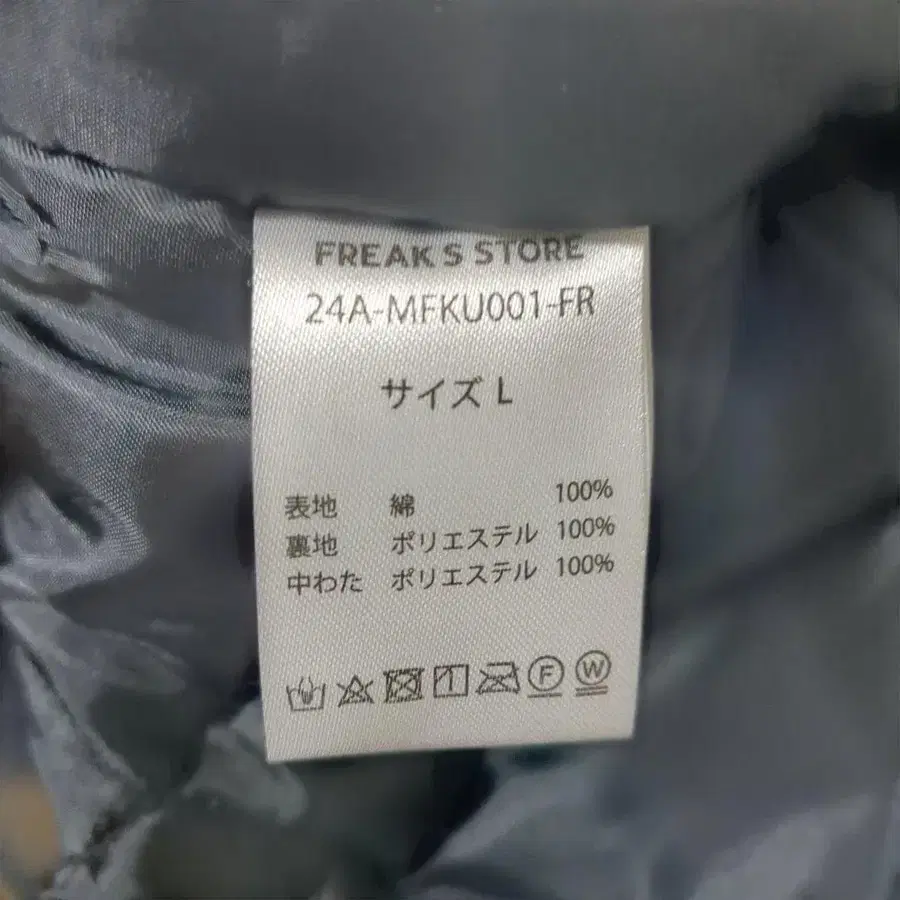 FREAK S STORE
24A-MFKU001-FR
サイズ L
表地 綿 100%
裏地 ポリエステル 100%
中わた ポリエステル 100%
F W